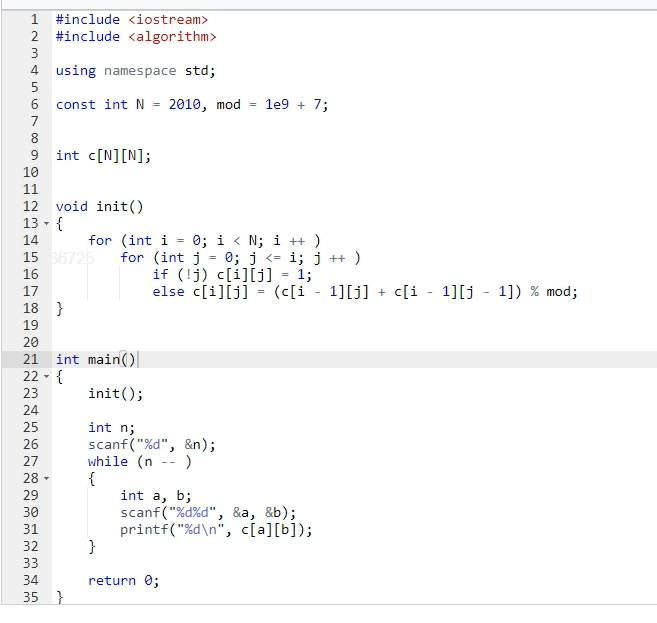 1 #include <iostream>
2 #include <algorithm>
3
4 using namespace std;
5
6 const int N = 2010, mod = 1e9 + 7;
7
8
9 int c[N][N];
10
11
12 void init()
13 {
14     for (int i = 0; i < N; i ++ )
15         for (int j = 0; j <= i; j ++ )
16             if (!j) c[i][j] = 1;
17             else c[i][j] = (c[i - 1][j] + c[i - 1][j - 1]) % mod;
18 }
19
20
21 int main()
22 {
23     init();
24
25     int n;
26     scanf("%d", &n);
27     while (n -- )
28     {
29         int a, b;
30         scanf("%d%d", &a, &b);
31         printf("%d\n", c[a][b]);
32     }
33
34     return 0;
35 }